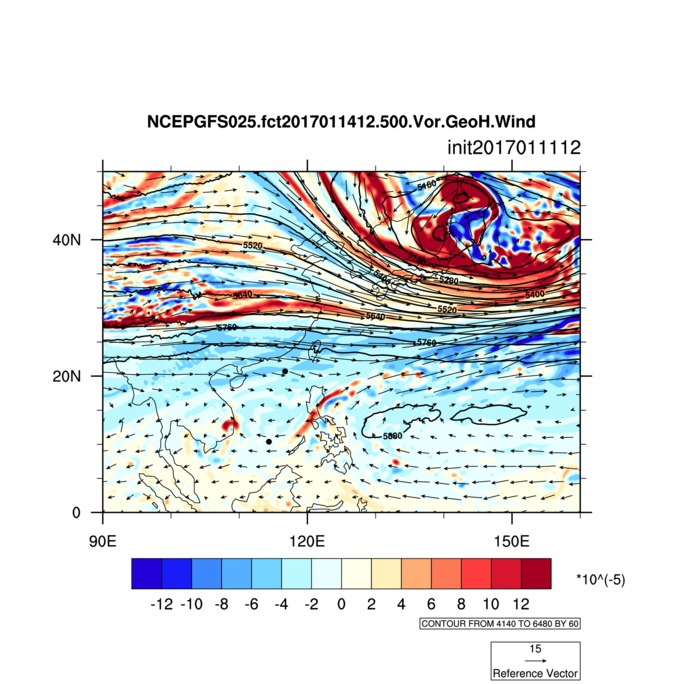 NCEPGFS025.fct2017011412.500.Vor.GeoH.Wind
init2017011112
5160
40N
5520
5280
5640
5400
5520
5640
5760
5760
20N
5880
0
90E 120E 150E
-12 -10 -8 -6 -4 -2 0 2 4 6 8 10 12
*10^(-5)
CONTOUR FROM 4140 TO 6480 BY 60
15
Reference Vector